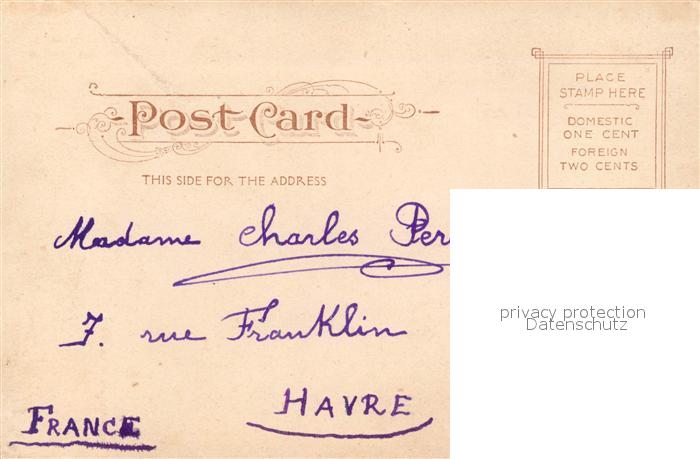 Post Card
THIS SIDE FOR THE ADDRESS
PLACE
STAMP HERE
DOMESTIC
ONE CENT
FOREIGN
TWO CENTS
Madame Charles
7. rue Franklin
HAVRE
FRANCE
privacy protection
Datenschutz